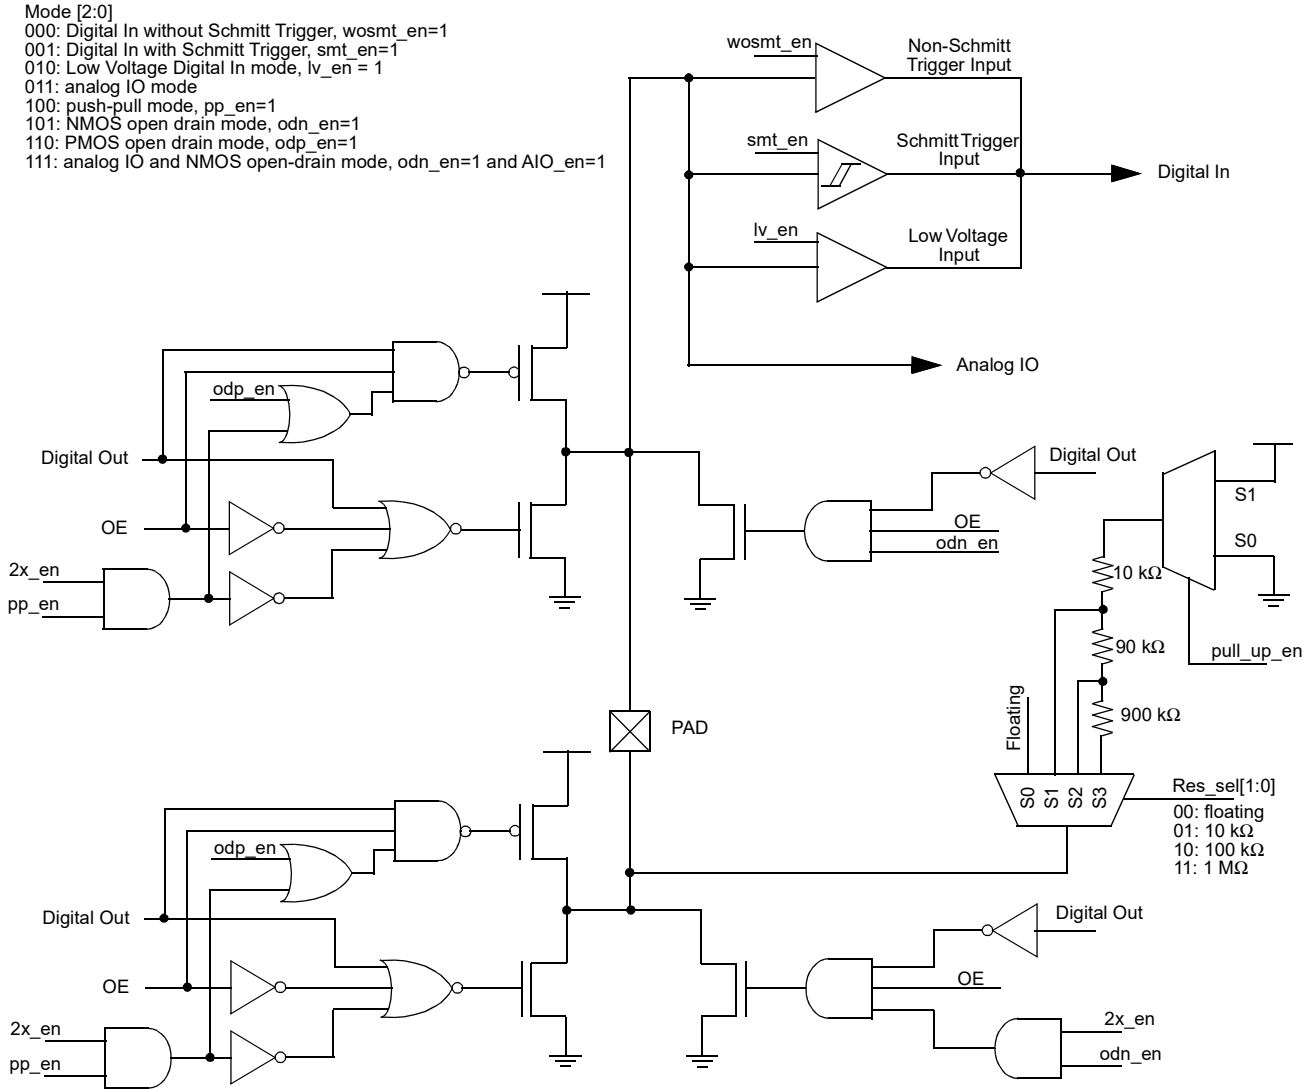 Mode [2:0]
000: Digital In without Schmitt Trigger, wosmt_en=1
001: Digital In with Schmitt Trigger, smt_en=1
010: Low Voltage Digital In mode, lv_en = 1
011: analog IO mode
100: push-pull mode, pp_en=1
101: NMOS open drain mode, odn_en=1
110: PMOS open drain mode, odp_en=1
111: analog IO and NMOS open-drain mode, odn_en=1 and AIO_en=1
wosmt_en
Non-Schmitt
Trigger Input
smt_en
Schmitt Trigger
Input
Digital In
lv_en
Low Voltage
Input
Analog IO
odp_en
Digital Out
OE
2x_en
pp_en
Digital Out
OE
odn_en
S1
S0
10 kΩ
90 kΩ
900 kΩ
pull_up_en
Floating
S0
S1
S2
S3
Res_sel[1:0]
00: floating
01: 10 kΩ
10: 100 kΩ
11: 1 MΩ
PAD
odp_en
Digital Out
OE
2x_en
pp_en
Digital Out
OE
2x_en
odn_en